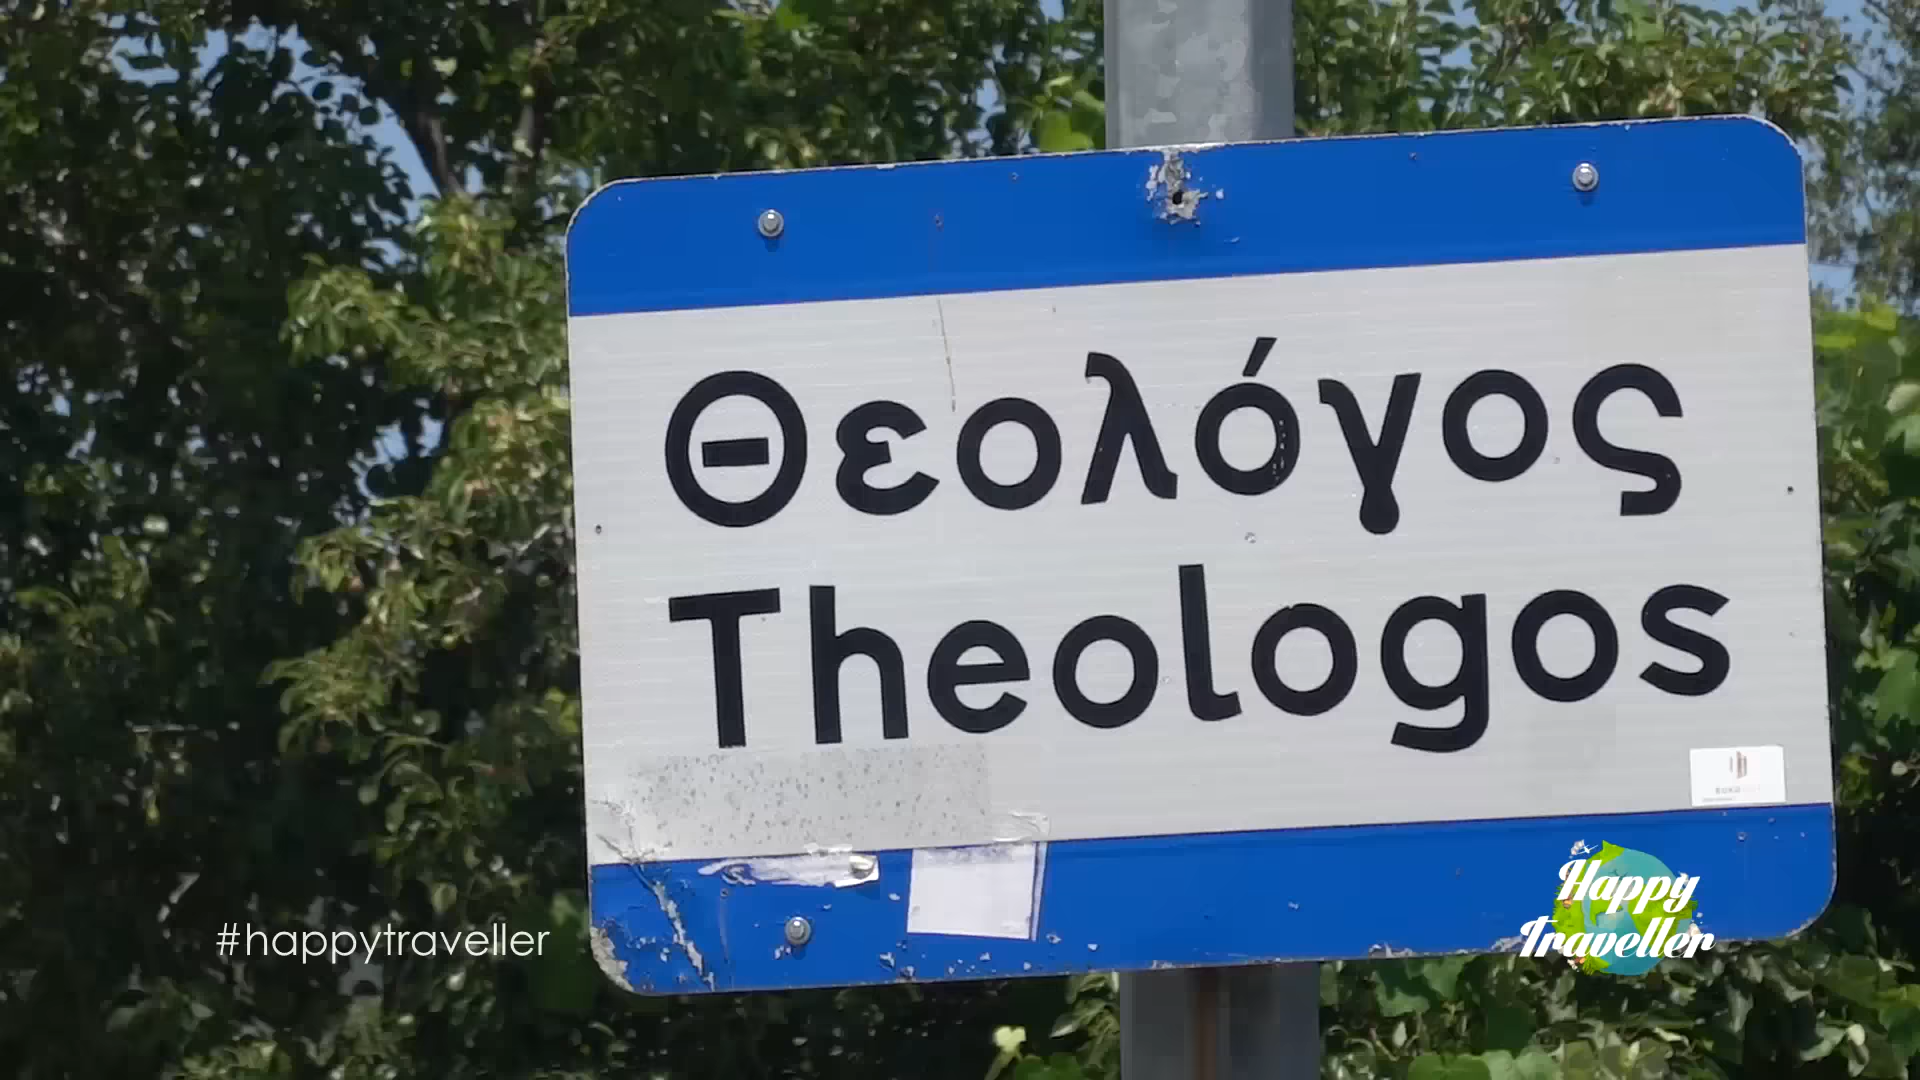 Θεολόγος
Theologos
#happytraveller
Happy
Traveller